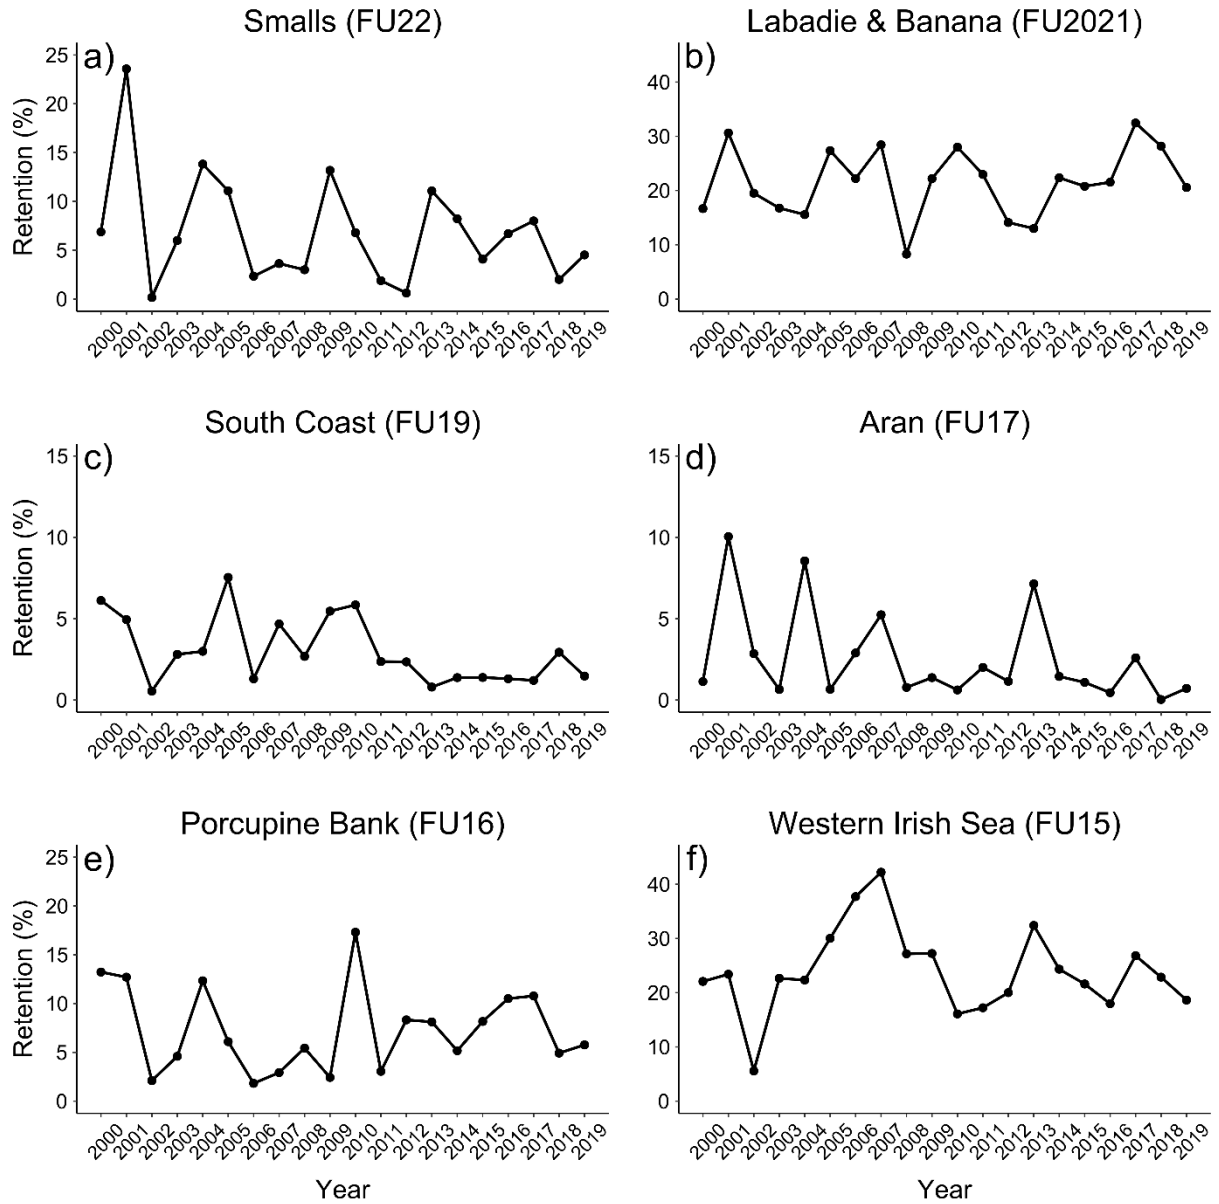 Smalls (FU22)
Labadie & Banana (FU2021)
a)
b)
Retention (%)
25
20
15
10
5
0
40
30
20
10
0
2000 2001 2002 2003 2004 2005 2006 2007 2008 2009 2010 2011 2012 2013 2014 2015 2016 2017 2018 2019
2000 2001 2002 2003 2004 2005 2006 2007 2008 2009 2010 2011 2012 2013 2014 2015 2016 2017 2018 2019
South Coast (FU19)
Aran (FU17)
c)
d)
Retention (%)
15
10
5
0
15
10
5
0
2000 2001 2002 2003 2004 2005 2006 2007 2008 2009 2010 2011 2012 2013 2014 2015 2016 2017 2018 2019
2000 2001 2002 2003 2004 2005 2006 2007 2008 2009 2010 2011 2012 2013 2014 2015 2016 2017 2018 2019
Porcupine Bank (FU16)
Western Irish Sea (FU15)
e)
f)
Retention (%)
25
20
15
10
5
0
40
30
20
10
0
2000 2001 2002 2003 2004 2005 2006 2007 2008 2009 2010 2011 2012 2013 2014 2015 2016 2017 2018 2019
2000 2001 2002 2003 2004 2005 2006 2007 2008 2009 2010 2011 2012 2013 2014 2015 2016 2017 2018 2019
Year
Year